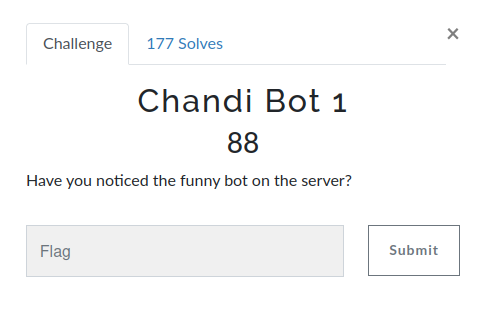 Challenge
177 Solves
×
Chandi Bot 1
88
Have you noticed the funny bot on the server?
Flag
Submit